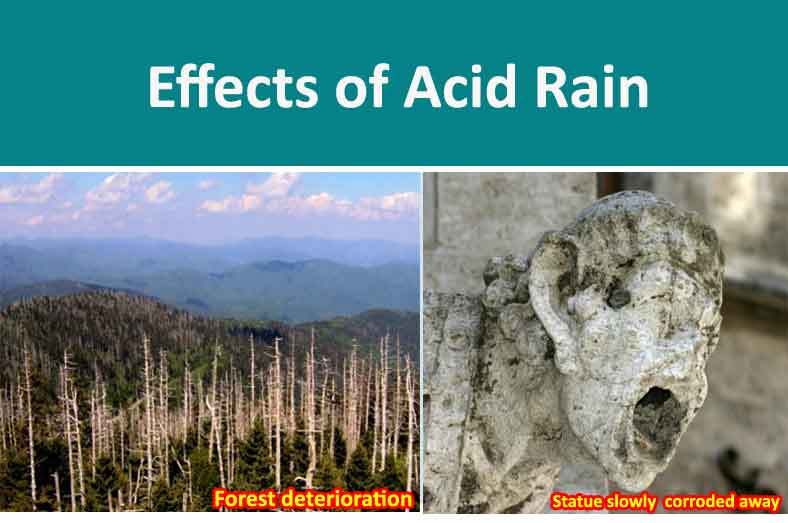 Effects of Acid Rain
Forest deterioration
Statue slowly corroded away